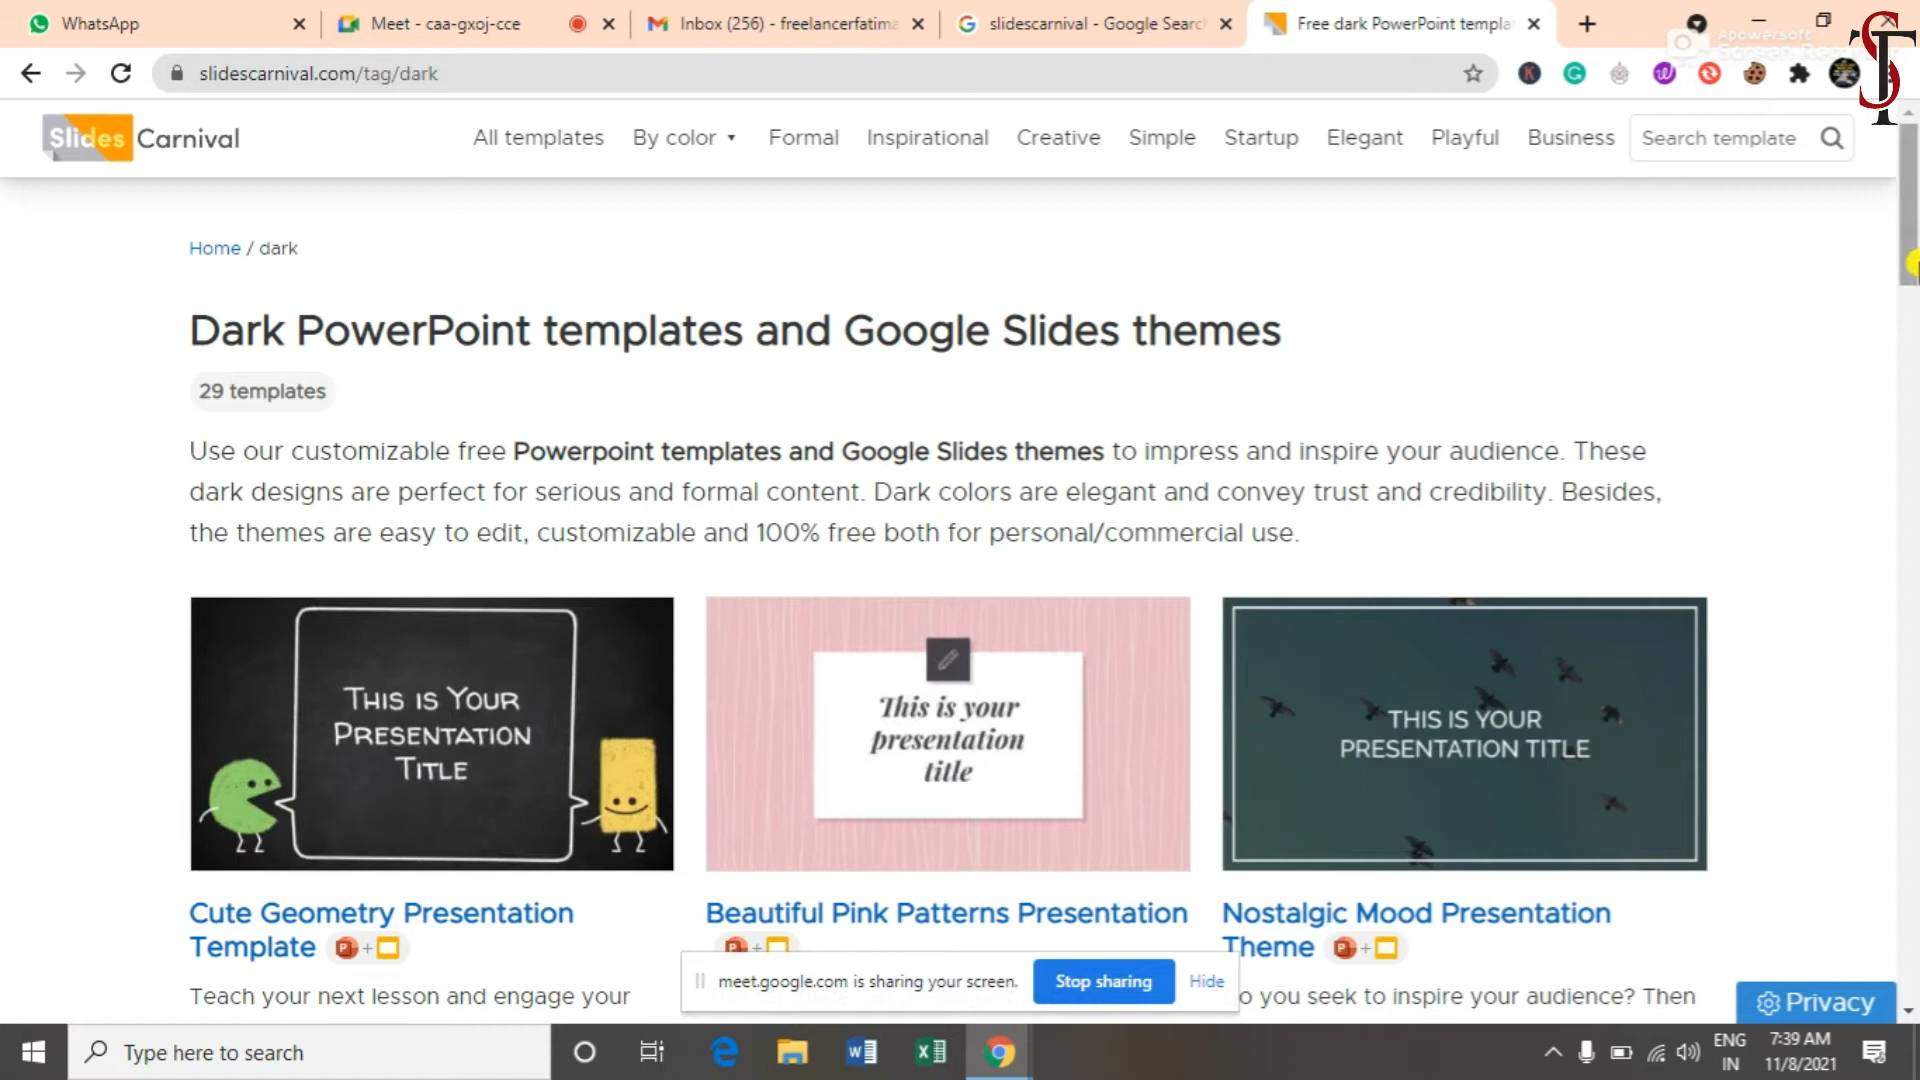 WhatsApp
Meet - caa-gxoj-cce
Inbox (256) - freelancerfatima
slidescarnival - Google Searc
Free dark PowerPoint templa
Apowersoft
slidescarnival.com/tag/dark
Slides Carnival
All templates
By color
Formal
Inspirational
Creative
Simple
Startup
Elegant
Playful
Business
Search template
Home / dark
Dark PowerPoint templates and Google Slides themes
29 templates
Use our customizable free Powerpoint templates and Google Slides themes to impress and inspire your audience. These
dark designs are perfect for serious and formal content. Dark colors are elegant and convey trust and credibility. Besides,
the themes are easy to edit, customizable and 100% free both for personal/commercial use.
THIS IS YOUR
PRESENTATION
TITLE
This is your
presentation
title
THIS IS YOUR
PRESENTATION TITLE
Cute Geometry Presentation
Template
Beautiful Pink Patterns Presentation
Nostalgic Mood Presentation
Theme
Teach your next lesson and engage your
o you seek to inspire your audience? Then
meet.google.com is sharing your screen.
Stop sharing
Hide
Privacy
Type here to search
ENG
IN
7:39 AM
11/8/2021